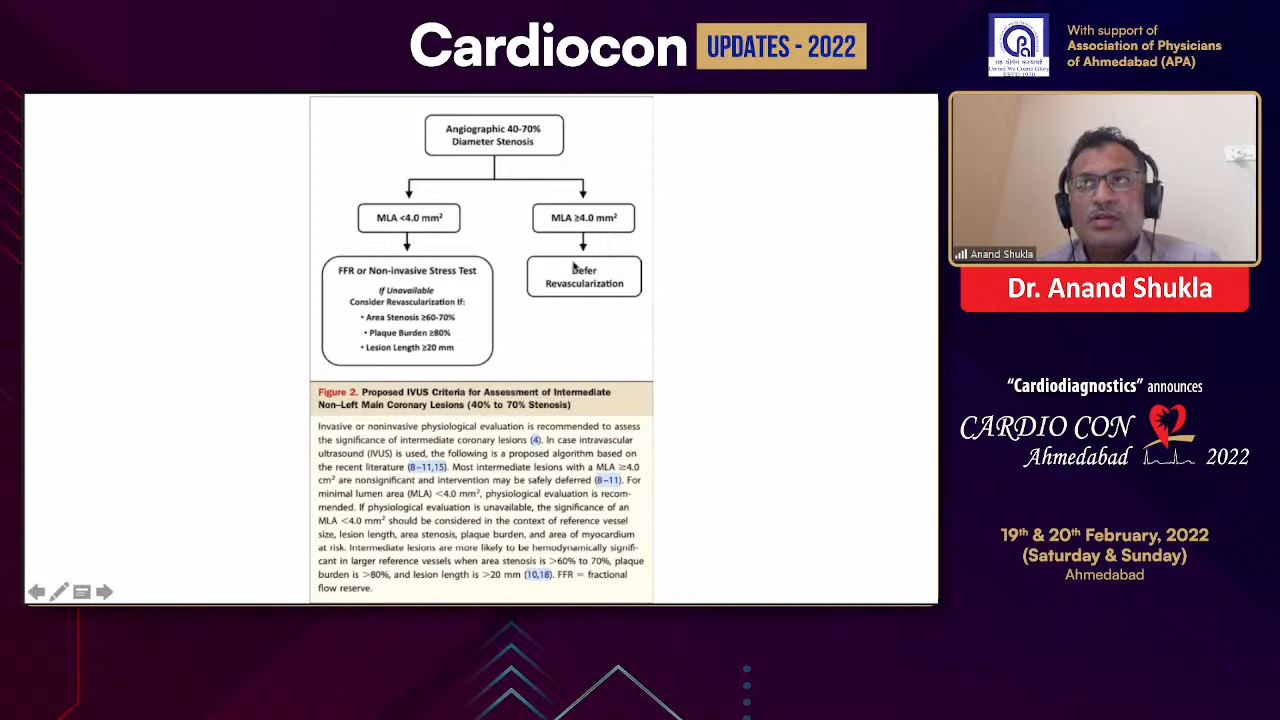 Cardiocon
UPDATES - 2022
With support of
Association of Physicians
of Ahmedabad (APA)
United We Create Glory
ESTD 1970
Angiographic 40-70%
Diameter Stenosis
MLA <4.0 mm²
MLA ≥4.0 mm²
FFR or Non-invasive Stress Test
If Unavailable
Consider Revascularization If:
• Area Stenosis ≥60-70%
• Plaque Burden ≥80%
• Lesion Length ≥20 mm
Defer
Revascularization
Figure 2. Proposed IVUS Criteria for Assessment of Intermediate
Non–Left Main Coronary Lesions (40% to 70% Stenosis)
Invasive or noninvasive physiological evaluation is recommended to assess
the significance of intermediate coronary lesions (4). In case intravascular
ultrasound (IVUS) is used, the following is a proposed algorithm based on
the recent literature (8–11,15). Most intermediate lesions with a MLA ≥4.0
cm² are nonsignificant and intervention may be safely deferred (8–11). For
minimal lumen area (MLA) <4.0 mm², physiological evaluation is recom-
mended. If physiological evaluation is unavailable, the significance of an
MLA <4.0 mm² should be considered in the context of reference vessel
size, lesion length, area stenosis, plaque burden, and area of myocardium
at risk. Intermediate lesions are more likely to be hemodynamically signifi-
cant in larger reference vessels when area stenosis is >60% to 70%, plaque
burden is >80%, and lesion length is >20 mm (10,18). FFR = fractional
flow reserve.
Anand Shukla
Dr. Anand Shukla
“Cardiodiagnostics” announces
CARDIO CON
Ahmedabad 2022
19th & 20th February, 2022
(Saturday & Sunday)
Ahmedabad